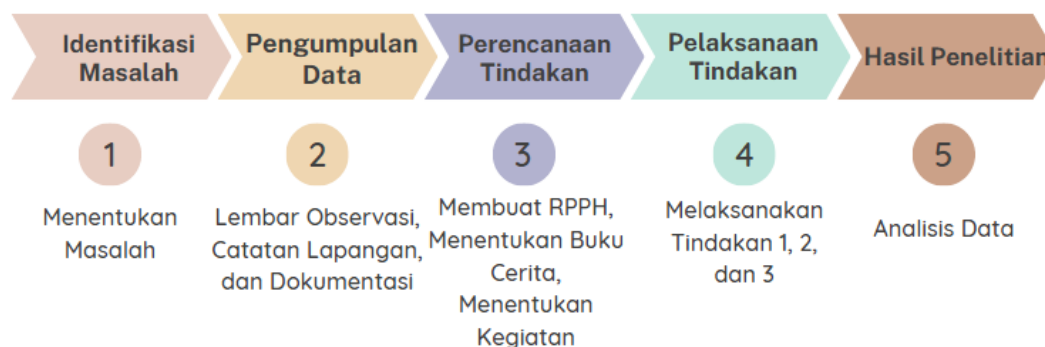 Identifikasi
Masalah
Pengumpulan
Data
Perencanaan
Tindakan
Pelaksanaan
Tindakan
Hasil Penelitian
1
2
3
4
5
Menentukan
Masalah
Lembar Observasi,
Catatan Lapangan,
dan Dokumentasi
Membuat RPPH,
Menentukan Buku
Cerita,
Menentukan
Kegiatan
Melaksanakan
Tindakan 1, 2,
dan 3
Analisis Data